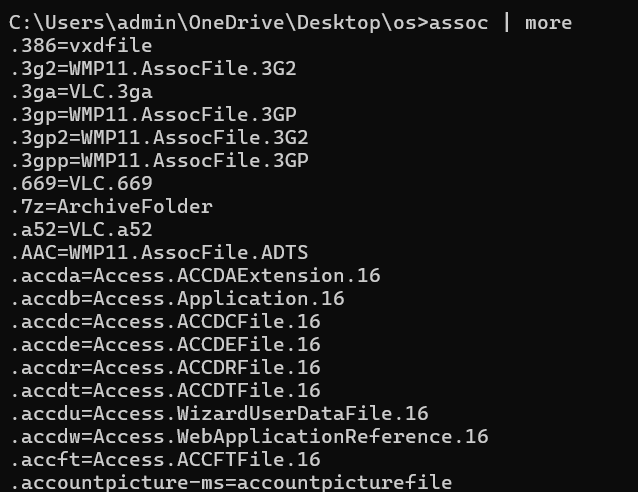 C:\Users\admin\OneDrive\Desktop\os>assoc | more
.386=vxdfile
.3g2=WMP11.AssocFile.3G2
.3ga=VLC.3ga
.3gp=WMP11.AssocFile.3GP
.3gp2=WMP11.AssocFile.3G2
.3gpp=WMP11.AssocFile.3GP
.669=VLC.669
.7z=ArchiveFolder
.a52=VLC.a52
.AAC=WMP11.AssocFile.ADTS
.accda=Access.ACCDAExtension.16
.accdb=Access.Application.16
.accdc=Access.ACCDCFile.16
.accde=Access.ACCDEFile.16
.accdr=Access.ACCDRFile.16
.accdt=Access.ACCDTFile.16
.accdu=Access.WizardUserDataFile.16
.accdw=Access.WebApplicationReference.16
.accft=Access.ACCFTFile.16
.accountpicture-ms=accountpicturefile